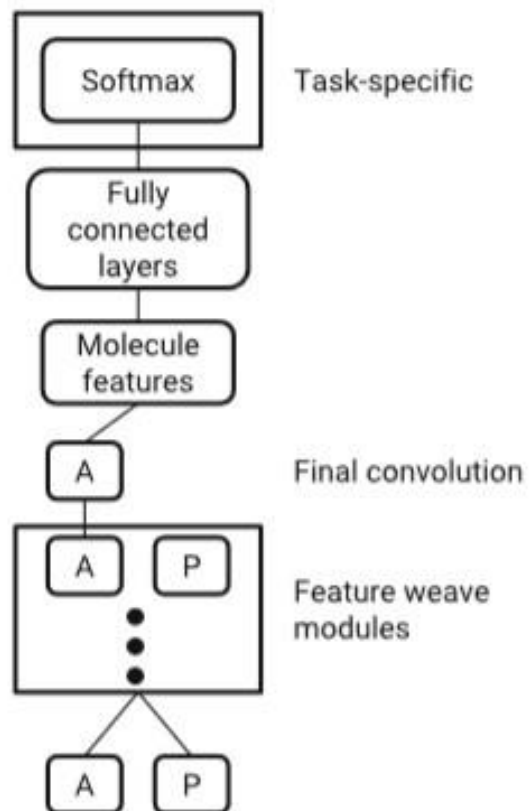 Softmax
Task-specific
Fully
connected
layers
Molecule
features
A
Final convolution
A
P
Feature weave
modules
A
P